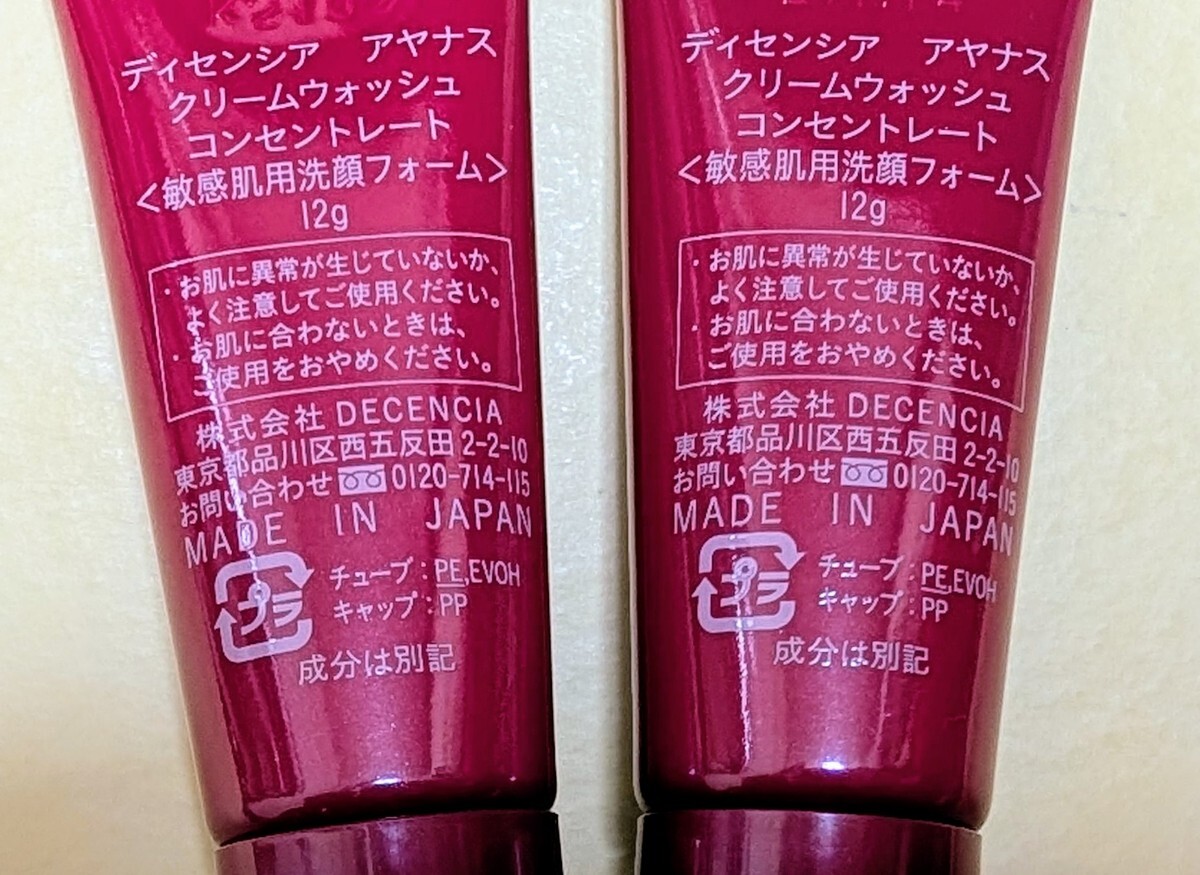 ディセンシア アヤナス
クリームウォッシュ
コンセントレート
<敏感肌用洗顔フォーム>
12g
・お肌に異常が生じていないか、
よく注意してご使用ください。
・お肌に合わないときは、
ご使用をおやめください。
株式会社 DECENCIA
東京都品川区西五反田2-2-10
お問い合わせ 0120-714-115
MADE IN JAPAN
プラ
チューブ:PE,EVOH
キャップ:PP
成分は別記
ディセンシア アヤナス
クリームウォッシュ
コンセントレート
<敏感肌用洗顔フォーム>
12g
・お肌に異常が生じていないか、
よく注意してご使用ください。
・お肌に合わないときは、
ご使用をおやめください。
株式会社 DECENCIA
東京都品川区西五反田2-2-10
お問い合わせ 0120-714-115
MADE IN JAPAN
プラ
チューブ:PE,EVOH
キャップ:PP
成分は別記